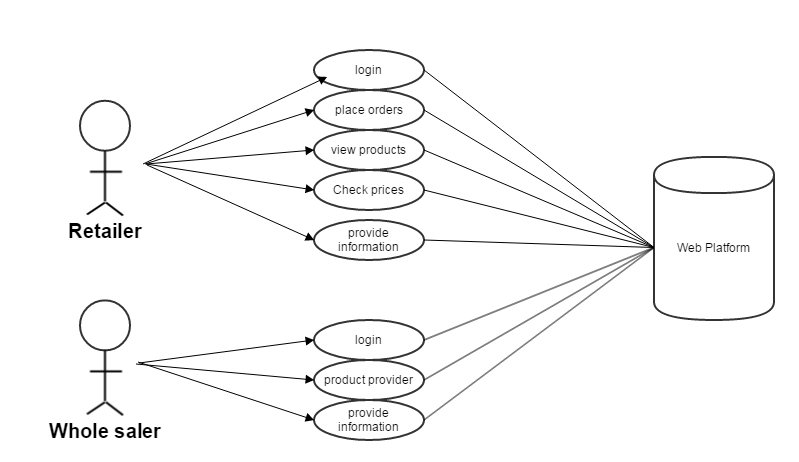 login
place orders
view products
Check prices
provide
information
Retailer
Web Platform
login
product provider
provide
information
Whole saler